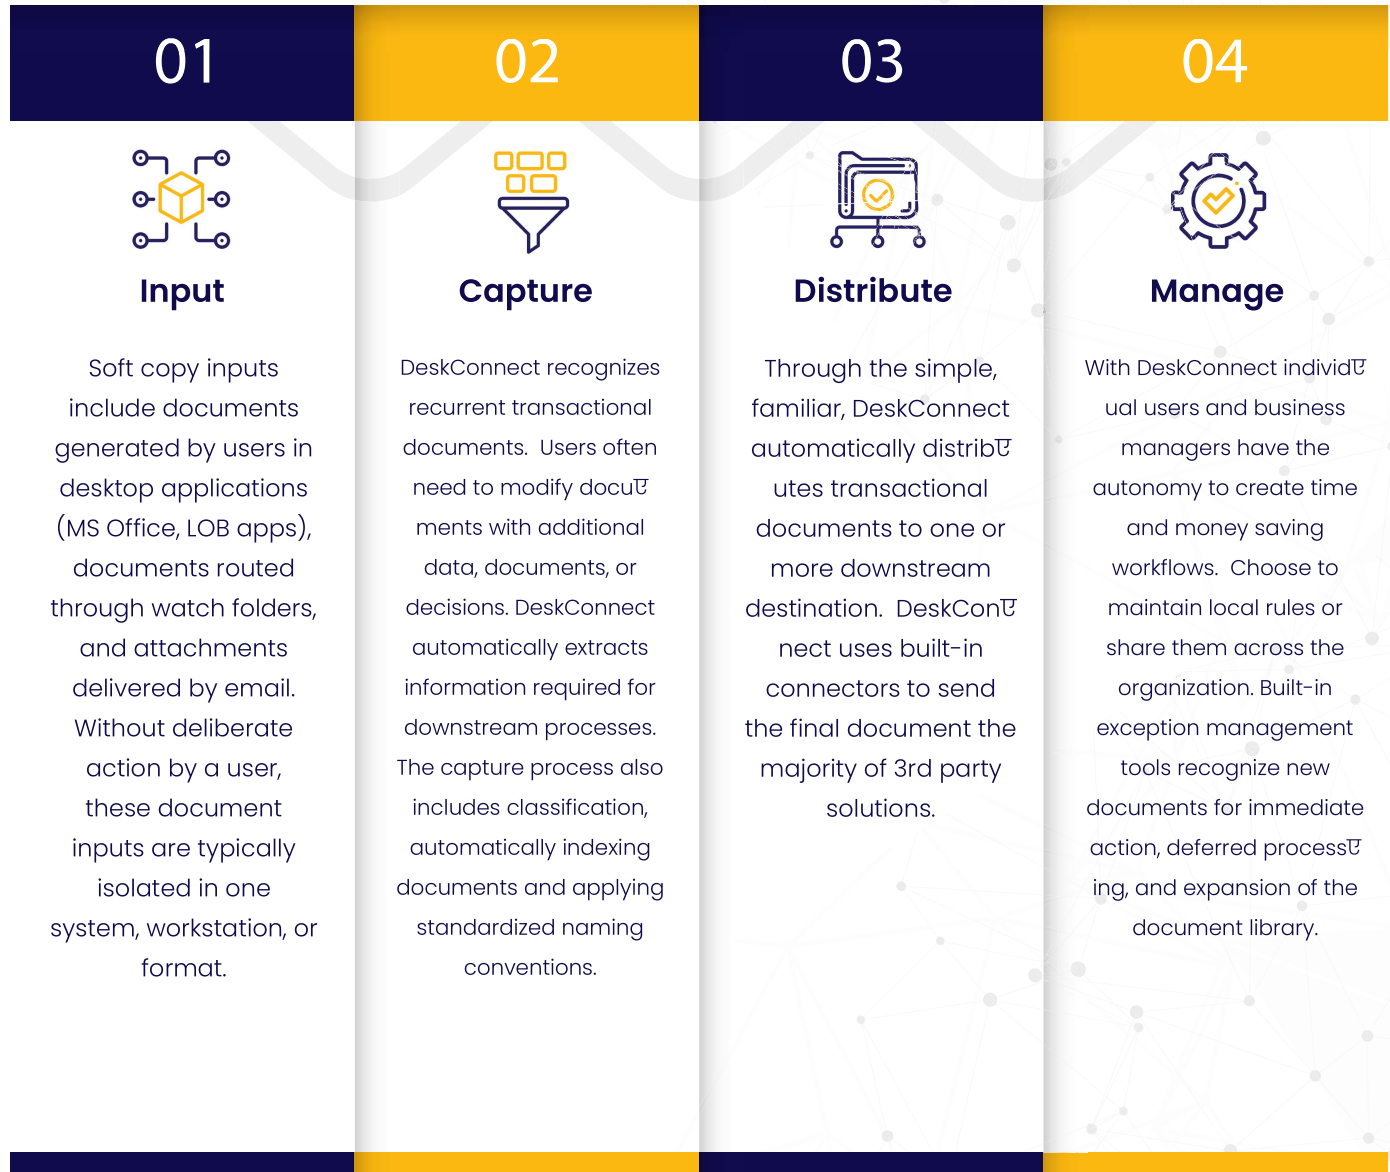 01
Input
Soft copy inputs
include documents
generated by users in
desktop applications
(MS Office, LOB apps),
documents routed
through watch folders,
and attachments
delivered by email.
Without deliberate
action by a user,
these document
inputs are typically
isolated in one
system, workstation, or
format.
02
Capture
DeskConnect recognizes
recurrent transactional
documents.  Users often
need to modify docu
ments with additional
data, documents, or
decisions. DeskConnect
automatically extracts
information required for
downstream processes.
The capture process also
includes classification,
automatically indexing
documents and applying
standardized naming
conventions.
03
Distribute
Through the simple,
familiar, DeskConnect
automatically distrib
utes transactional
documents to one or
more downstream
destination.  DeskCon
nect uses built-in
connectors to send
the final document the
majority of 3rd party
solutions.
04
Manage
With DeskConnect individ
ual users and business
managers have the
autonomy to create time
and money saving
workflows.  Choose to
maintain local rules or
share them across the
organization. Built-in
exception management
tools recognize new
documents for immediate
action, deferred process
ing, and expansion of the
document library.